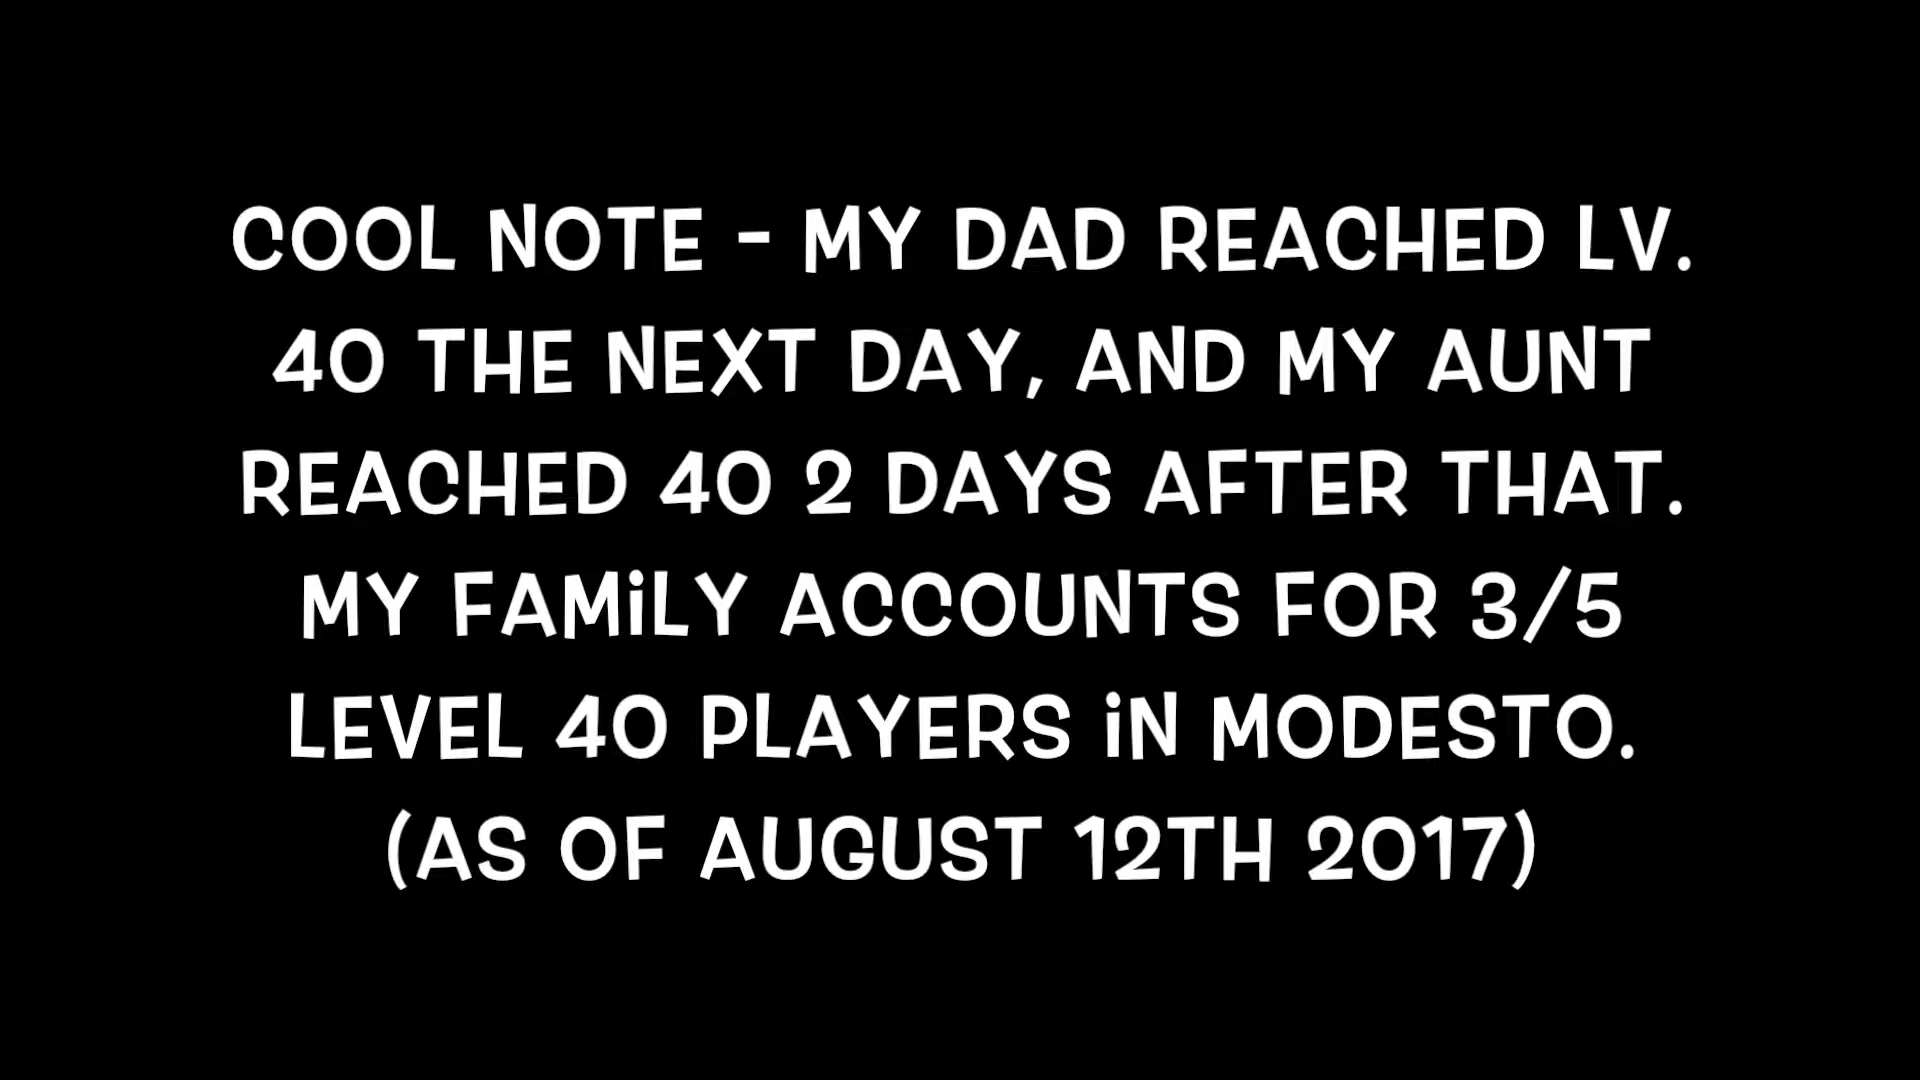 COOL NOTE - MY DAD REACHED LV.
40 THE NEXT DAY, AND MY AUNT
REACHED 40 2 DAYS AFTER THAT.
MY FAMiLY ACCOUNTS FOR 3/5
LEVEL 40 PLAYERS iN MODESTO.
(AS OF AUGUST 12TH 2017)